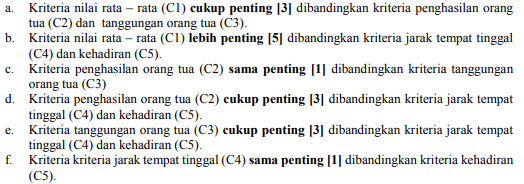 a. Kriteria nilai rata – rata (C1) cukup penting [3] dibandingkan kriteria penghasilan orang
tua (C2) dan tanggungan orang tua (C3).
b. Kriteria nilai rata – rata (C1) lebih penting [5] dibandingkan kriteria jarak tempat tinggal
(C4) dan kehadiran (C5).
c. Kriteria penghasilan orang tua (C2) sama penting [1] dibandingkan kriteria tanggungan
orang tua (C3)
d. Kriteria penghasilan orang tua (C2) cukup penting [3] dibandingkan kriteria jarak tempat
tinggal (C4) dan kehadiran (C5).
e. Kriteria tanggungan orang tua (C3) cukup penting [3] dibandingkan kriteria jarak tempat
tinggal (C4) dan kehadiran (C5).
f. Kriteria kriteria jarak tempat tinggal (C4) sama penting [1] dibandingkan kriteria kehadiran
(C5).